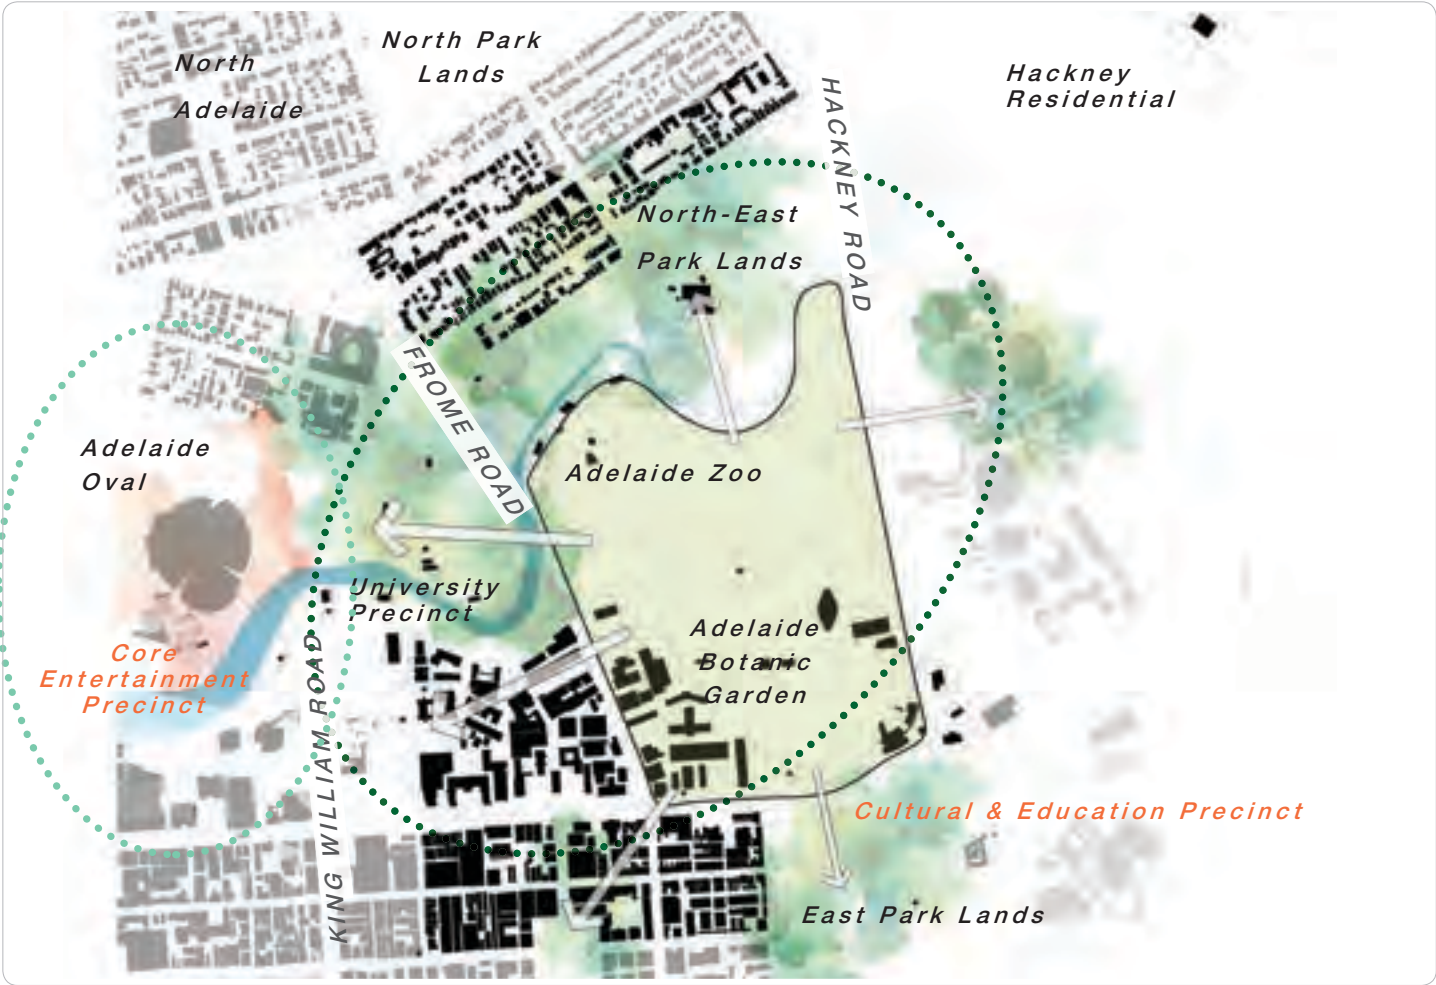 North
Adelaide
North Park
Lands
Hackney
Residential
HACKNEY ROAD
North-East
Park Lands
FROME ROAD
Adelaide
Oval
Adelaide Zoo
University
Precinct
Adelaide
Botanic
Garden
Core
Entertainment
Precinct
KING WILLIAM ROAD
Cultural & Education Precinct
East Park Lands